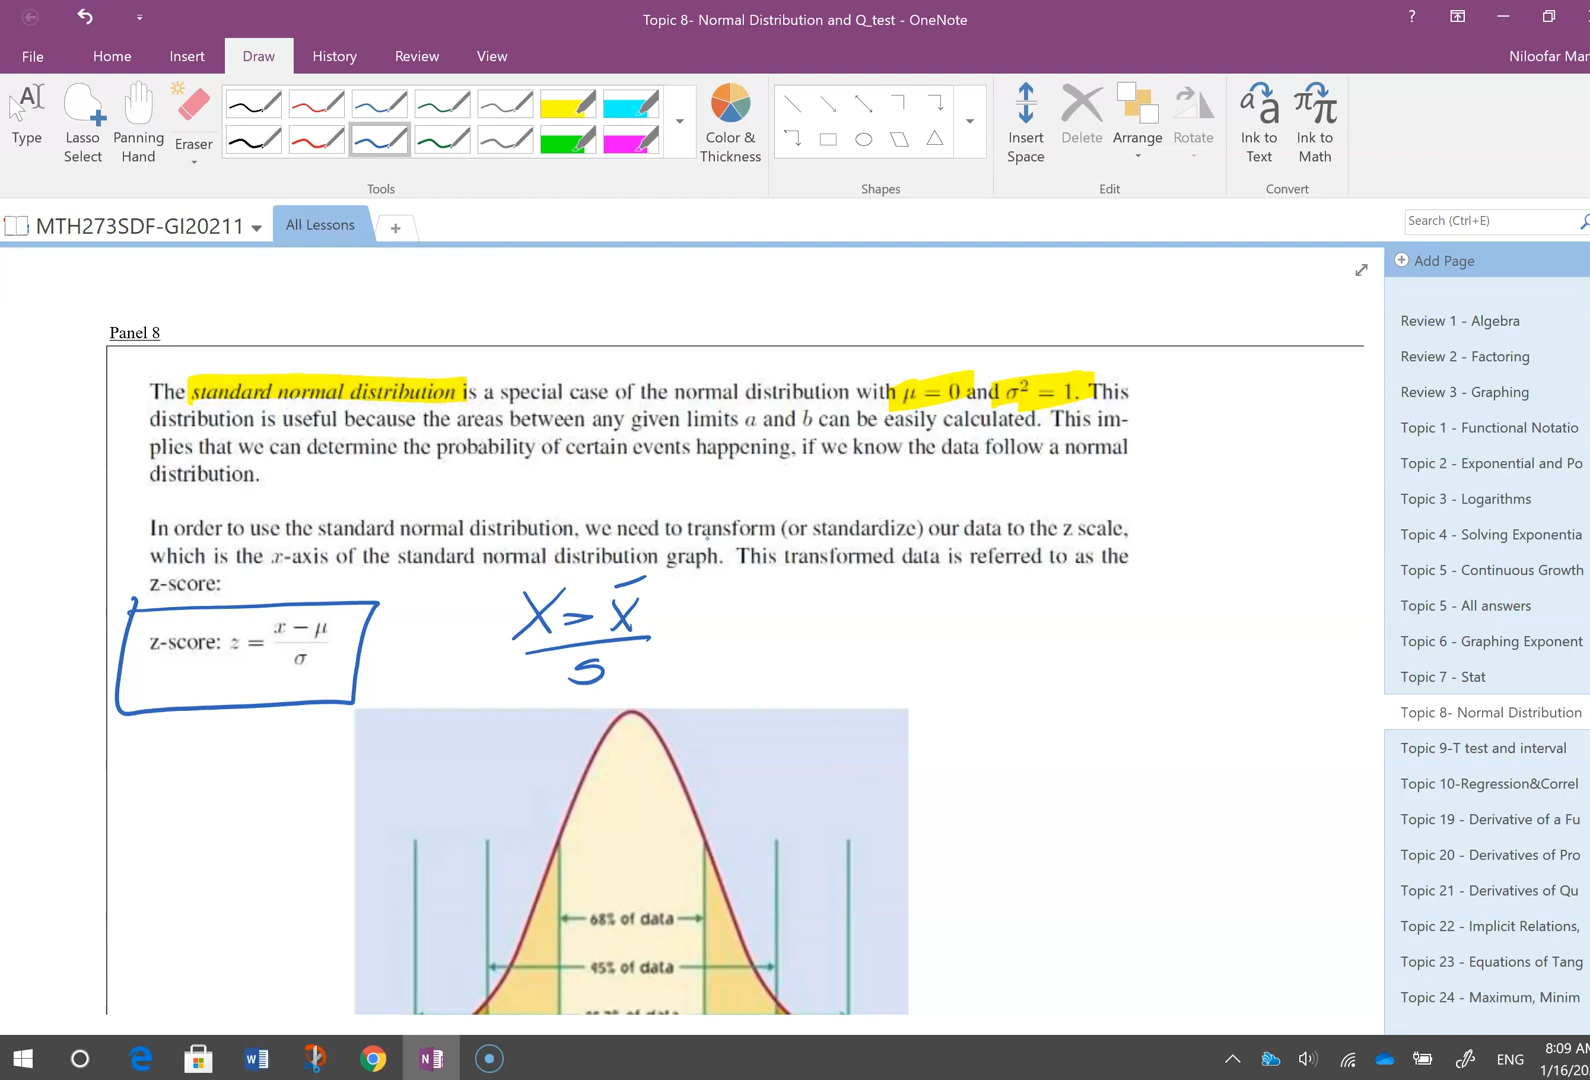 Topic 8- Normal Distribution and Q_test - OneNote
?
File Home Insert Draw History Review View
Niloofar Mar
Type
Lasso Select
Panning Hand
Eraser
Color & Thickness
Insert Space
Delete
Arrange
Rotate
Ink to Text
Ink to Math
Tools Shapes Edit Convert
MTH273SDF-GI20211
All Lessons
Search (Ctrl+E)
Add Page
Review 1 - Algebra
Review 2 - Factoring
Review 3 - Graphing
Topic 1 - Functional Notatio
Topic 2 - Exponential and Po
Topic 3 - Logarithms
Topic 4 - Solving Exponentia
Topic 5 - Continuous Growth
Topic 5 - All answers
Topic 6 - Graphing Exponent
Topic 7 - Stat
Topic 8- Normal Distribution
Topic 9-T test and interval
Topic 10-Regression&Correl
Topic 19 - Derivative of a Fu
Topic 20 - Derivatives of Pro
Topic 21 - Derivatives of Qu
Topic 22 - Implicit Relations,
Topic 23 - Equations of Tang
Topic 24 - Maximum, Minim
Panel 8
The standard normal distribution is a special case of the normal distribution with μ = 0 and σ² = 1. This
distribution is useful because the areas between any given limits a and b can be easily calculated. This im-
plies that we can determine the probability of certain events happening, if we know the data follow a normal
distribution.
In order to use the standard normal distribution, we need to transform (or standardize) our data to the z scale,
which is the x-axis of the standard normal distribution graph. This transformed data is referred to as the
z-score:
z-score: z = (x − μ) / σ
X − x̄
s
68% of data
95% of data
ENG
8:09 AM
1/16/20